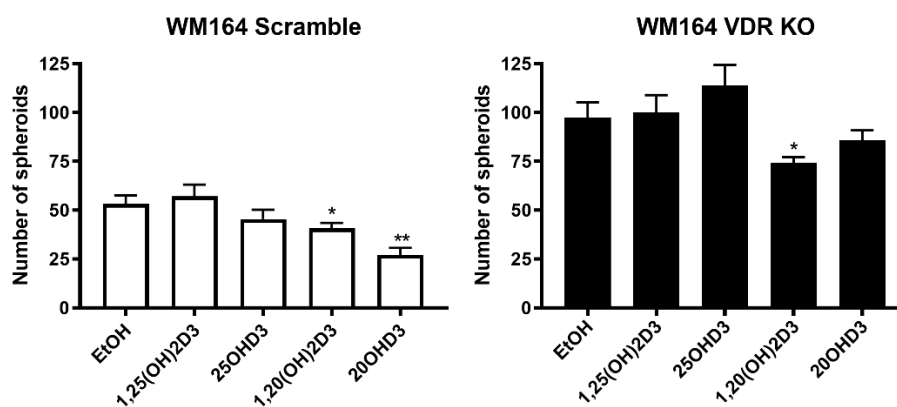 WM164 Scramble
Number of spheroids
125
100
75
50
25
0
*
**
EtOH
1,25(OH)2D3
25OHD3
1,20(OH)2D3
20OHD3
WM164 VDR KO
Number of spheroids
125
100
75
50
25
0
*
EtOH
1,25(OH)2D3
25OHD3
1,20(OH)2D3
20OHD3